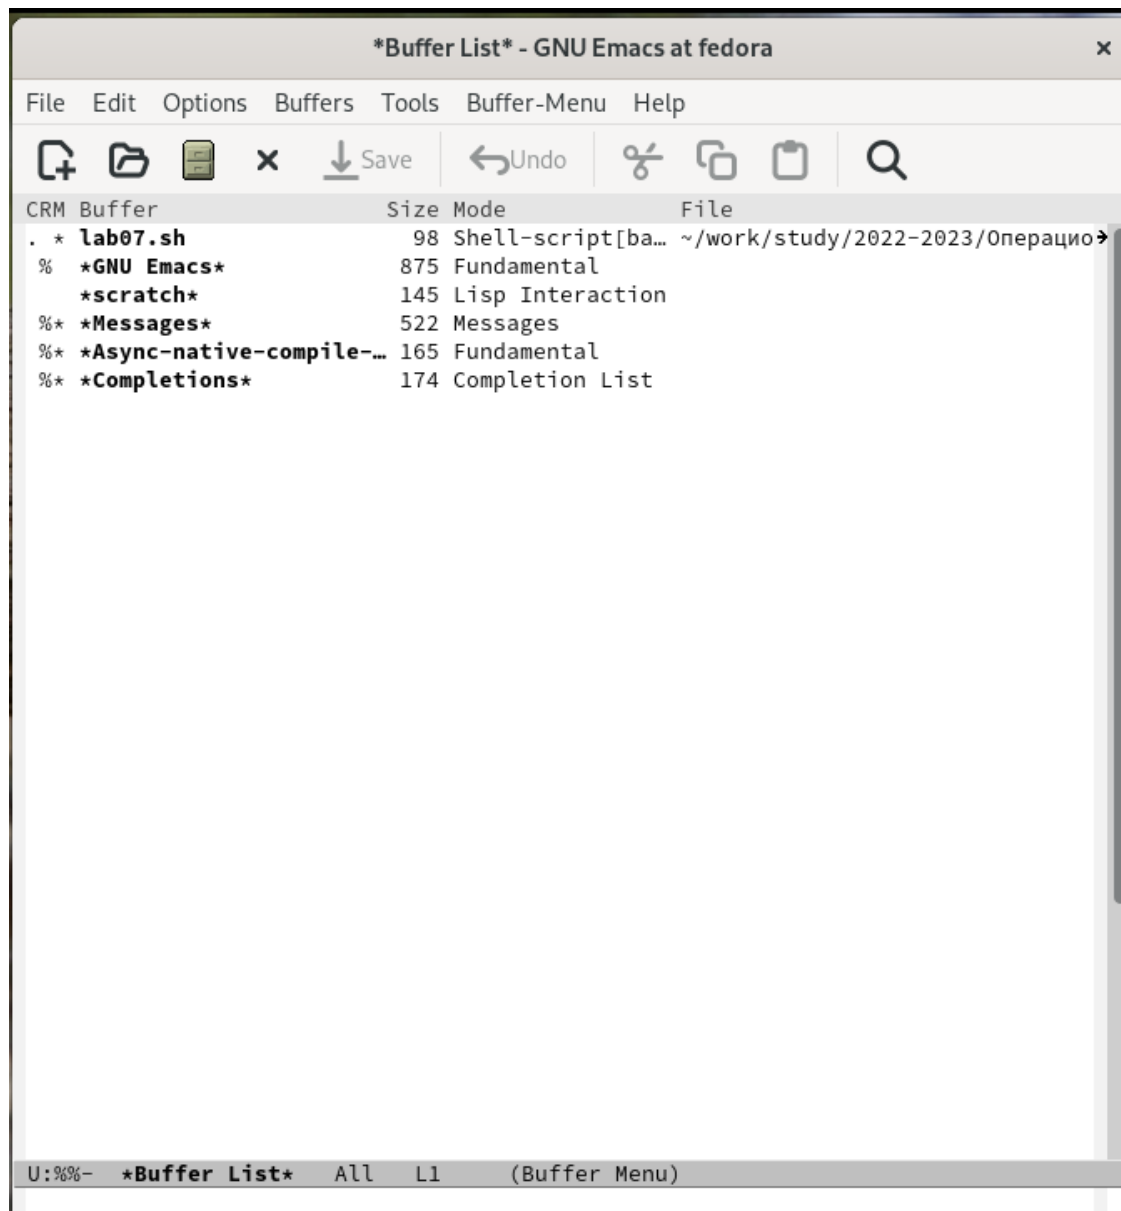 *Buffer List* - GNU Emacs at fedora
File Edit Options Buffers Tools Buffer-Menu Help
Save Undo
CRM Buffer Size Mode File
. * lab07.sh 98 Shell-script[ba… ~/work/study/2022-2023/Операцио
% *GNU Emacs* 875 Fundamental
*scratch* 145 Lisp Interaction
%* *Messages* 522 Messages
%* *Async-native-compile-… 165 Fundamental
%* *Completions* 174 Completion List
U:%%- *Buffer List* All L1 (Buffer Menu)